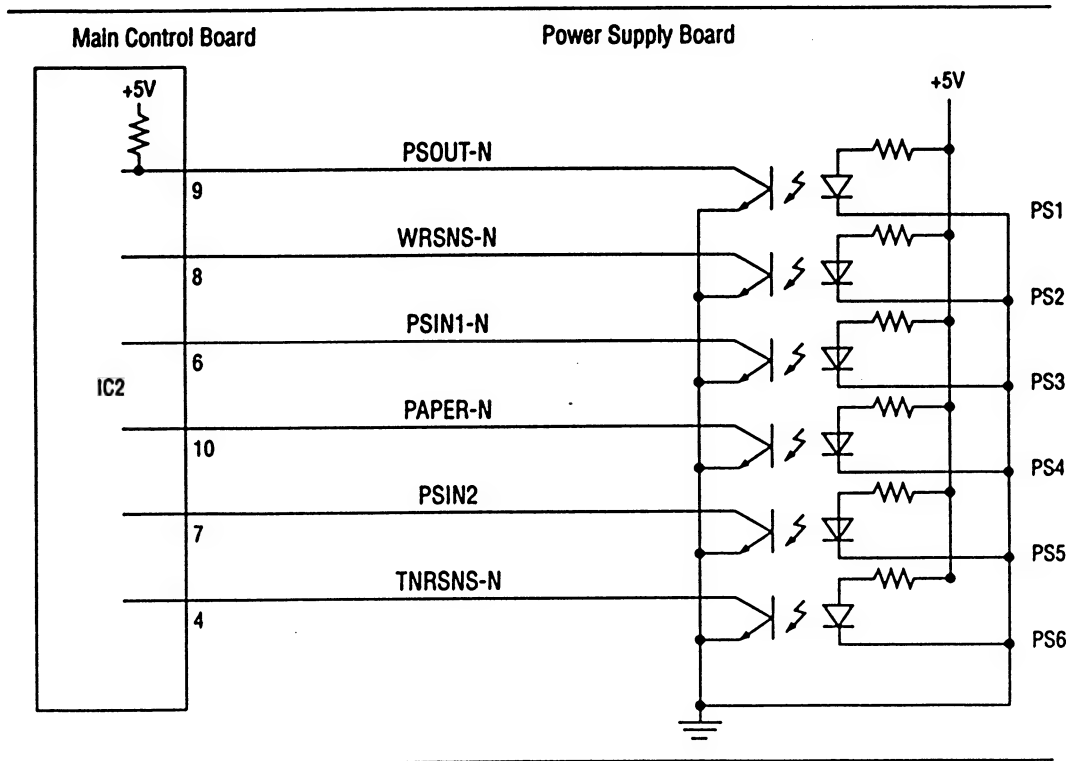 Main Control Board
Power Supply Board
+5V
+5V
PSOUT-N
9
PS1
WRSNS-N
8
PS2
PSIN1-N
6
PS3
IC2
PAPER-N
10
PS4
PSIN2
7
PS5
TNRSNS-N
4
PS6